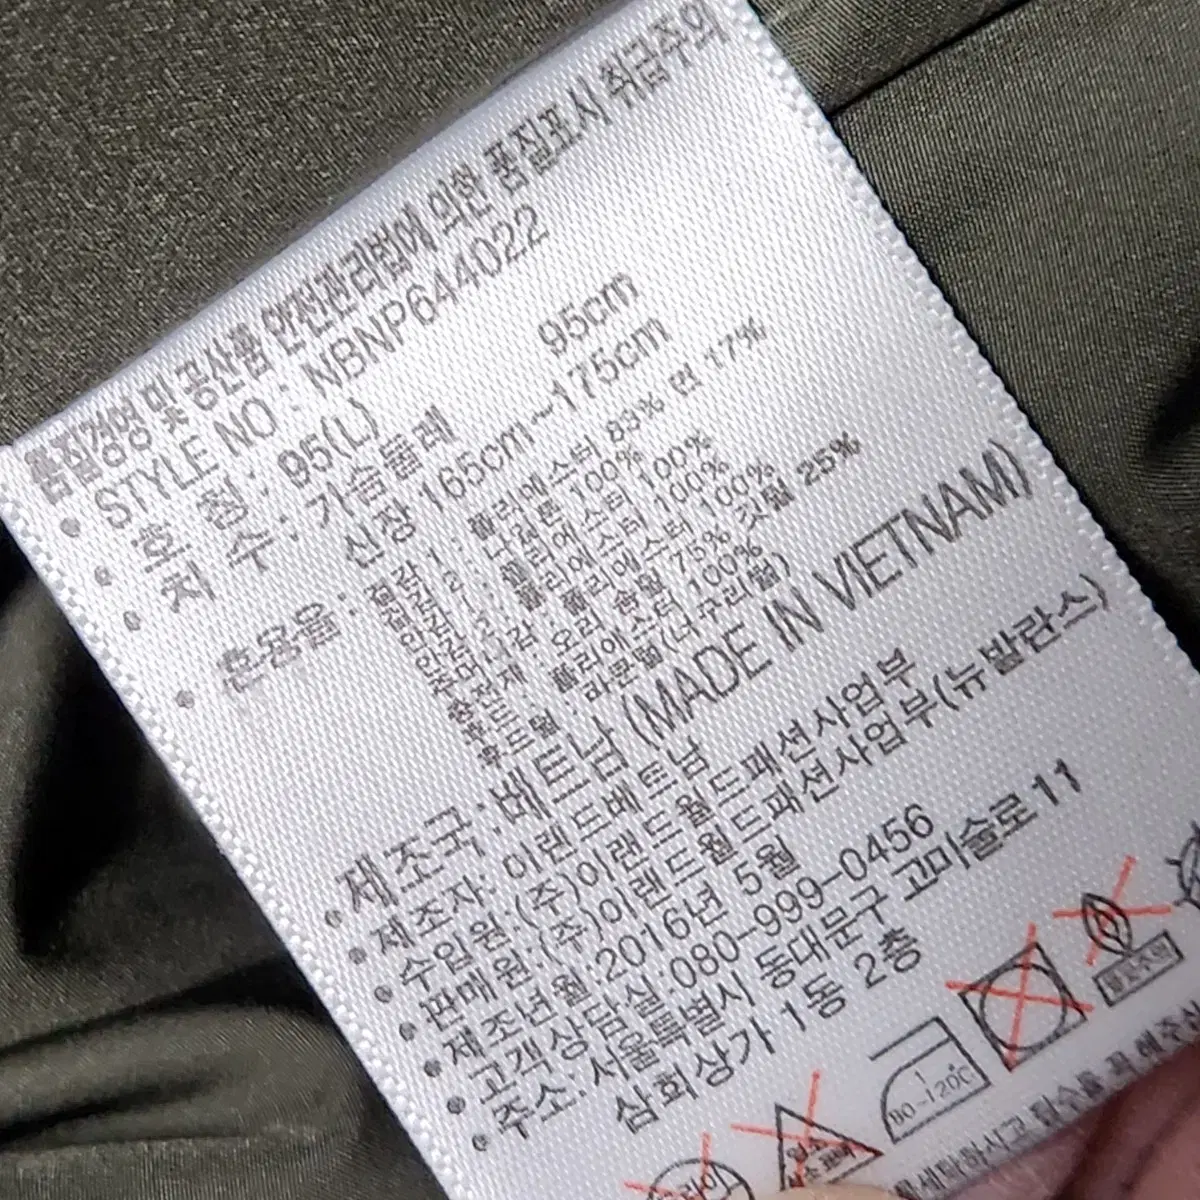 품질경영 및 공산품 안전관리법에 의한 품질표시 취급주의
• STYLE NO : NBNP644022
• 호 칭 : 95(L)
• 치 수 : 가슴둘레 95cm
신장 165cm~175cm
• 혼용율 : 겉감1 : 폴리에스터 83% 면 17%
100%
폴리에스터 100%
폴리에스터 100%
폴리에스터 100%
솜털 75% 깃털 25%
폴리에스터 100%
라쿤털(너구리털)
• 제조국 : 베트남 (MADE IN VIETNAM)
• 제조자: 이랜드베트남
• 수입원:(주)이랜드월드패션사업부
• 판매원:(주)이랜드월드패션사업부(뉴발란스)
• 제조년월:2016년 5월
• 고객상담실:080-999-0456
• 주소:서울특별시 동대문구 고미술로 11
삼희상가 1동 2층
80~120℃